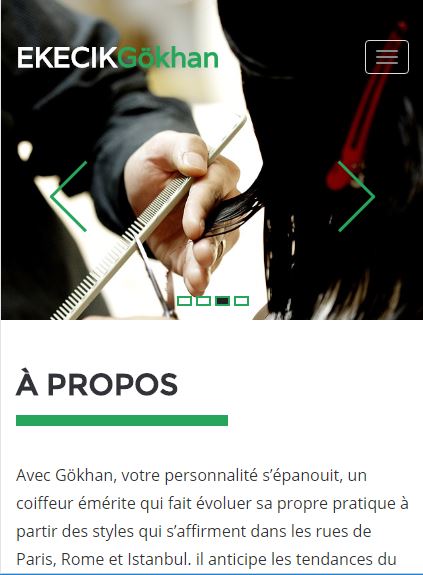 EKECIKGökhan
À PROPOS
Avec Gökhan, votre personnalité s’épanouit, un
coiffeur émérite qui fait évoluer sa propre pratique à
partir des styles qui s’affirment dans les rues de
Paris, Rome et Istanbul. il anticipe les tendances du